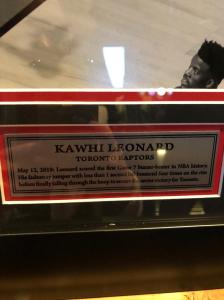 KAWHI LEONARD
TORONTO RAPTORS
May 12, 2019: Leonard scored the first Game 7 buzzer-beater in NBA history.
His fadeaway jumper with less than 1 second left bounced four times on the rim
before finally falling through the hoop to secure the series victory for Toronto.